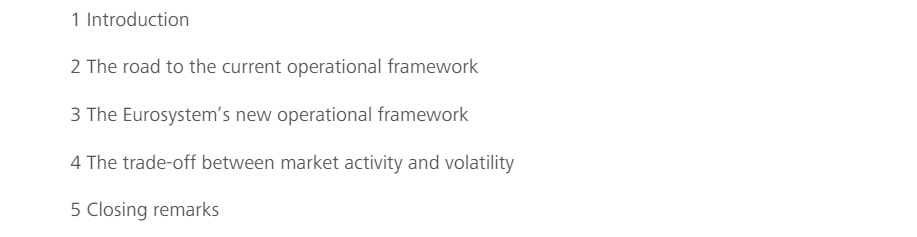 1 Introduction
2 The road to the current operational framework
3 The Eurosystem’s new operational framework
4 The trade-off between market activity and volatility
5 Closing remarks